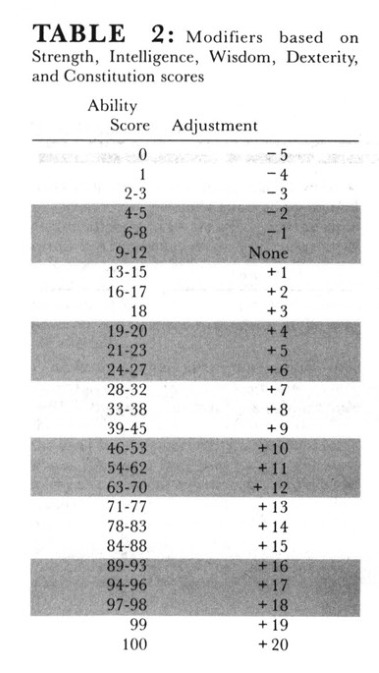 TABLE 2: Modifiers based on
Strength, Intelligence, Wisdom, Dexterity,
and Constitution scores
Ability
Score Adjustment
0 - 5
1 - 4
2-3 - 3
4-5 - 2
6-8 - 1
9-12 None
13-15 + 1
16-17 + 2
18 + 3
19-20 + 4
21-23 + 5
24-27 + 6
28-32 + 7
33-38 + 8
39-45 + 9
46-53 + 10
54-62 + 11
63-70 + 12
71-77 + 13
78-83 + 14
84-88 + 15
89-93 + 16
94-96 + 17
97-98 + 18
99 + 19
100 + 20